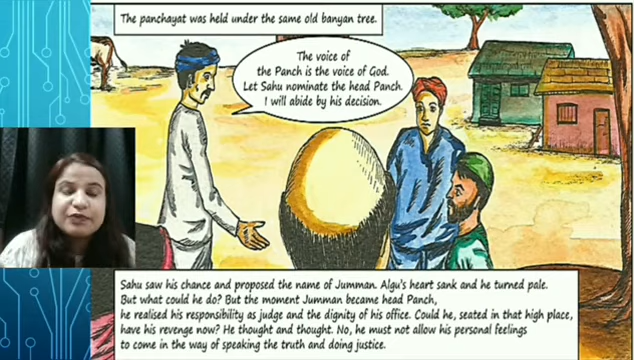 The panchayat was held under the same old banyan tree.
The voice of
the Panch is the voice of God.
Let Sahu nominate the head Panch.
I will abide by his decision.
Sahu saw his chance and proposed the name of Jumman. Algu's heart sank and he turned pale.
But what could he do? But the moment Jumman became head Panch,
he realised his responsibility as judge and the dignity of his office. Could he, seated in that high place,
have his revenge now? He thought and thought. No, he must not allow his personal feelings
to come in the way of speaking the truth and doing justice.